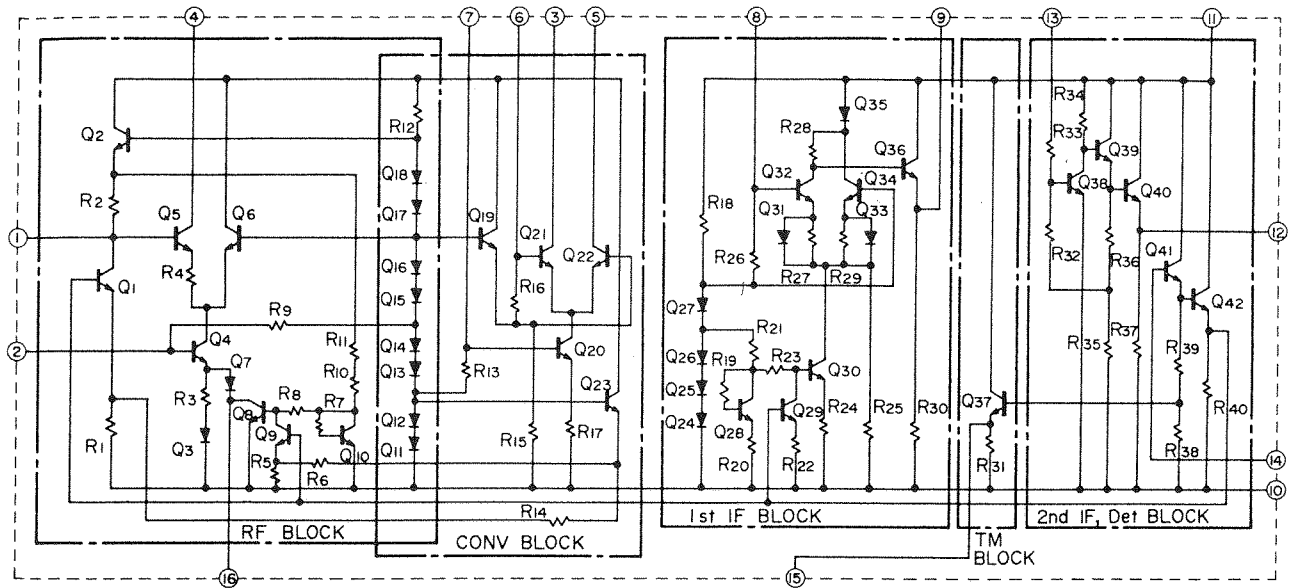 4 7 6 3 5 8 9 13 11
R12 Q35 R34
Q2 R28 Q36 R33
Q18 Q32 Q34 Q39
R2 Q5 Q6 Q17 Q19 R18 Q31 Q33 Q38 Q40
1 Q21 Q22 12
R4 Q16 R16 R26 R27 R29 R32 R36 Q41
Q1 R9 Q15 Q27 Q42
2 Q4 Q7 R11 Q14 Q20 R21 R35 R37
R10 Q13 R13 Q26 R19 R23 Q30 R39
R3 Q8 R8 R7 Q23 Q25 Q37
R1 Q9 Q12 R15 R17 Q24 Q28 Q29 R24 R25 R30 R40
Q3 R5 R6 Q10 Q11 R20 R22 R31 R38 14
R14 10
RF BLOCK CONV BLOCK 1st IF BLOCK TM BLOCK 2nd IF, Det BLOCK
16 15